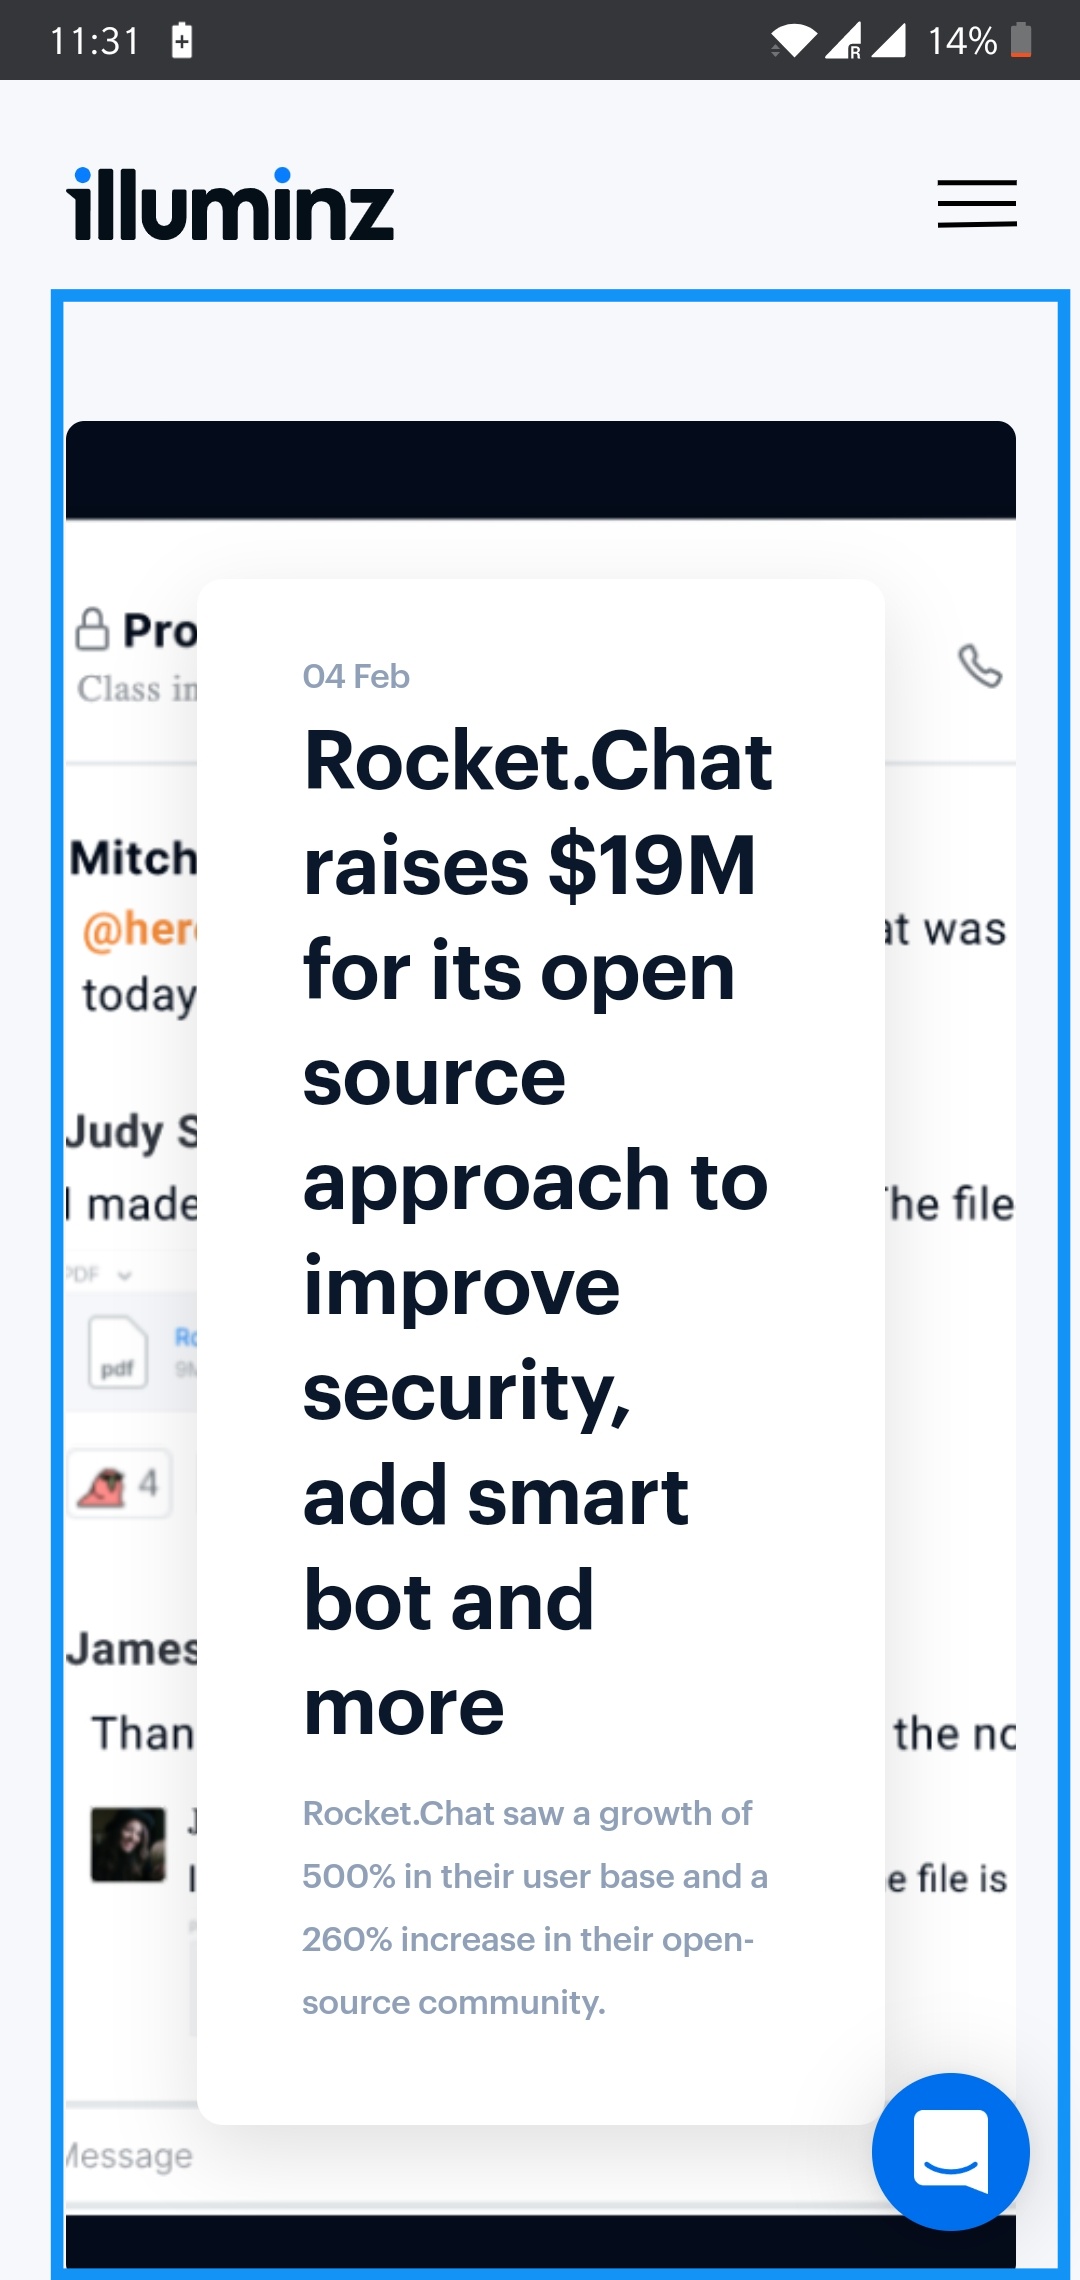 11:31
R
14%
illuminz
Pro
Class in
04 Feb
Rocket.Chat
raises $19M
for its open
source
approach to
improve
security,
add smart
bot and
more
Rocket.Chat saw a growth of
500% in their user base and a
260% increase in their open-
source community.
Mitch
@here
at was
today
Judy S
I made
The file
PDF
pdf
Ro
9M
4
James
Than
the no
e file is
Message